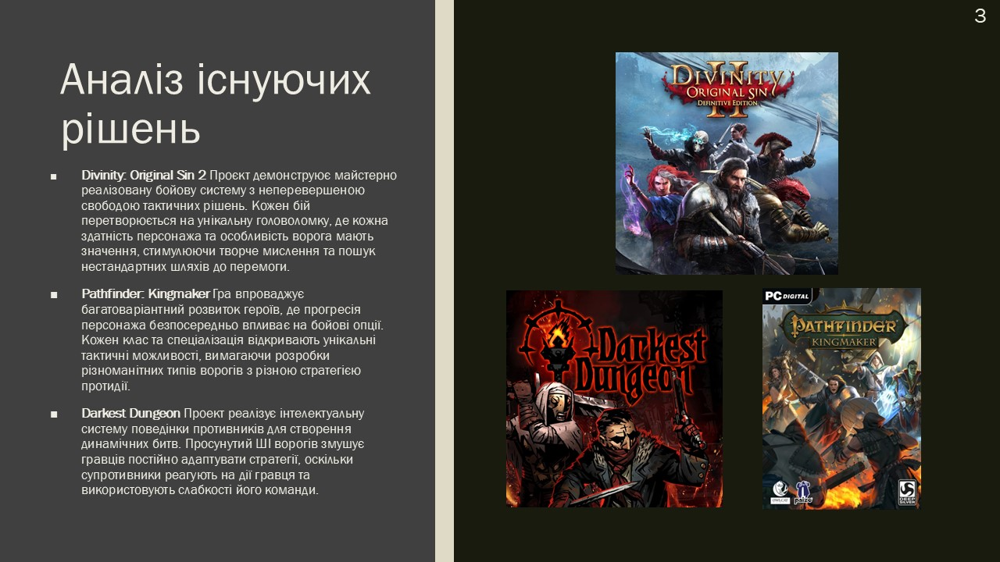 3
Аналіз існуючих
рішень
▪ Divinity: Original Sin 2 Проєкт демонструює майстерно
реалізовану бойову систему з неперевершеною
свободою тактичних рішень. Кожен бій
перетворюється на унікальну головоломку, де кожна
здатність персонажа та особливість ворога мають
значення, стимулюючи творче мислення та пошук
нестандартних шляхів до перемоги.
▪ Pathfinder: Kingmaker Гра впроваджує
багатоваріантний розвиток героїв, де прогресія
персонажа безпосередньо впливає на бойові опції.
Кожен клас та спеціалізація відкривають унікальні
тактичні можливості, вимагаючи розробки
різноманітних типів ворогів з різною стратегією
протидії.
▪ Darkest Dungeon Проект реалізує інтелектуальну
систему поведінки противників для створення
динамічних битв. Просунутий ШІ ворогів змушує
гравців постійно адаптувати стратегії, оскільки
супротивники реагують на дії гравця та
використовують слабкості його команди.
DIVINITY
II
ORIGINAL SIN
DEFINITIVE EDITION
Darkest
Dungeon
PC DIGITAL
PATHFINDER
KINGMAKER
OWLCAT
paizo
DEEP
SILVER